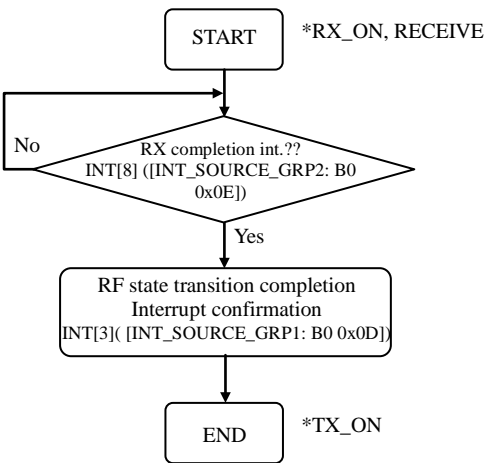 START
*RX_ON, RECEIVE
No
RX completion int.??
INT[8] ([INT_SOURCE_GRP2: B0
0x0E])
Yes
RF state transition completion
Interrupt confirmation
INT[3]( [INT_SOURCE_GRP1: B0 0x0D])
END
*TX_ON